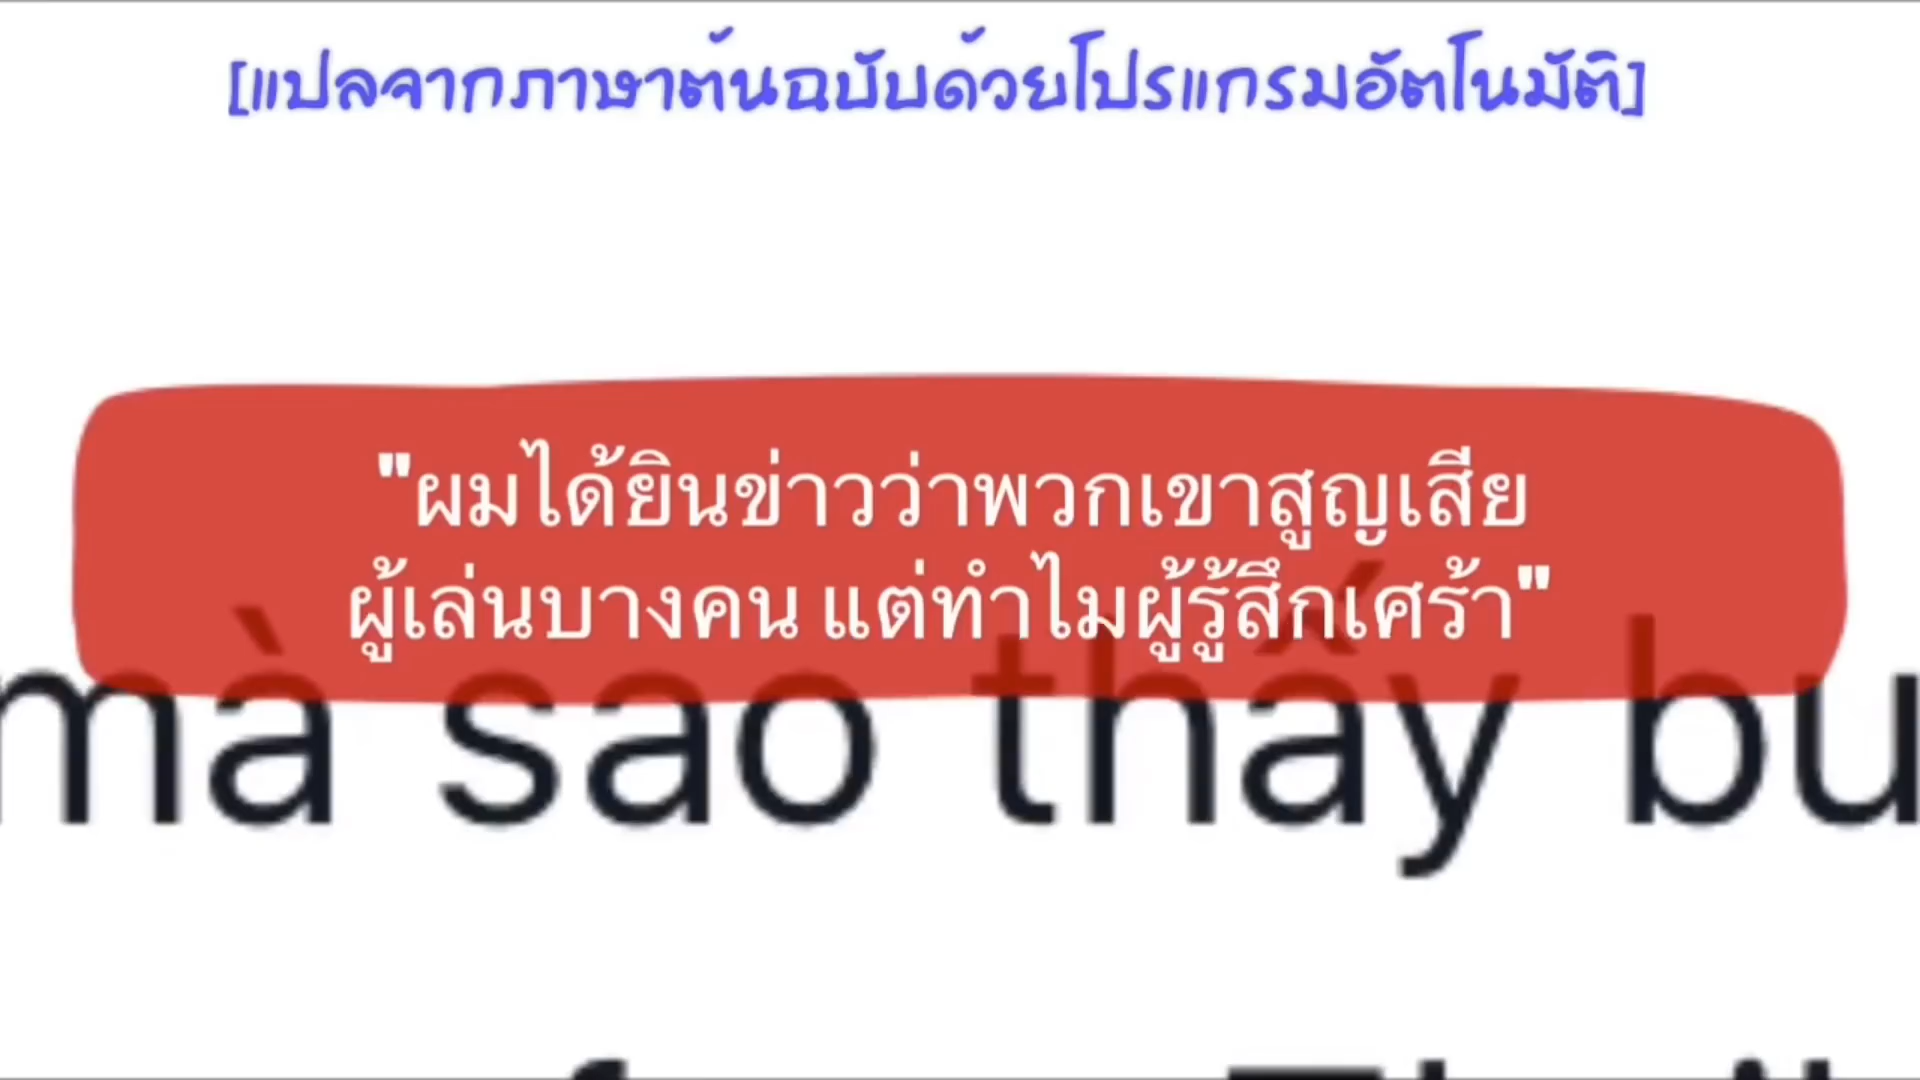 [แปลจากภาษาต้นฉบับด้วยโปรแกรมอัตโนมัติ]
"ผมได้ยินข่าวว่าพวกเขาสูญเสีย
ผู้เล่นบางคน แต่ทำไมผู้รู้สึกเศร้า"
mà sao thấy bu